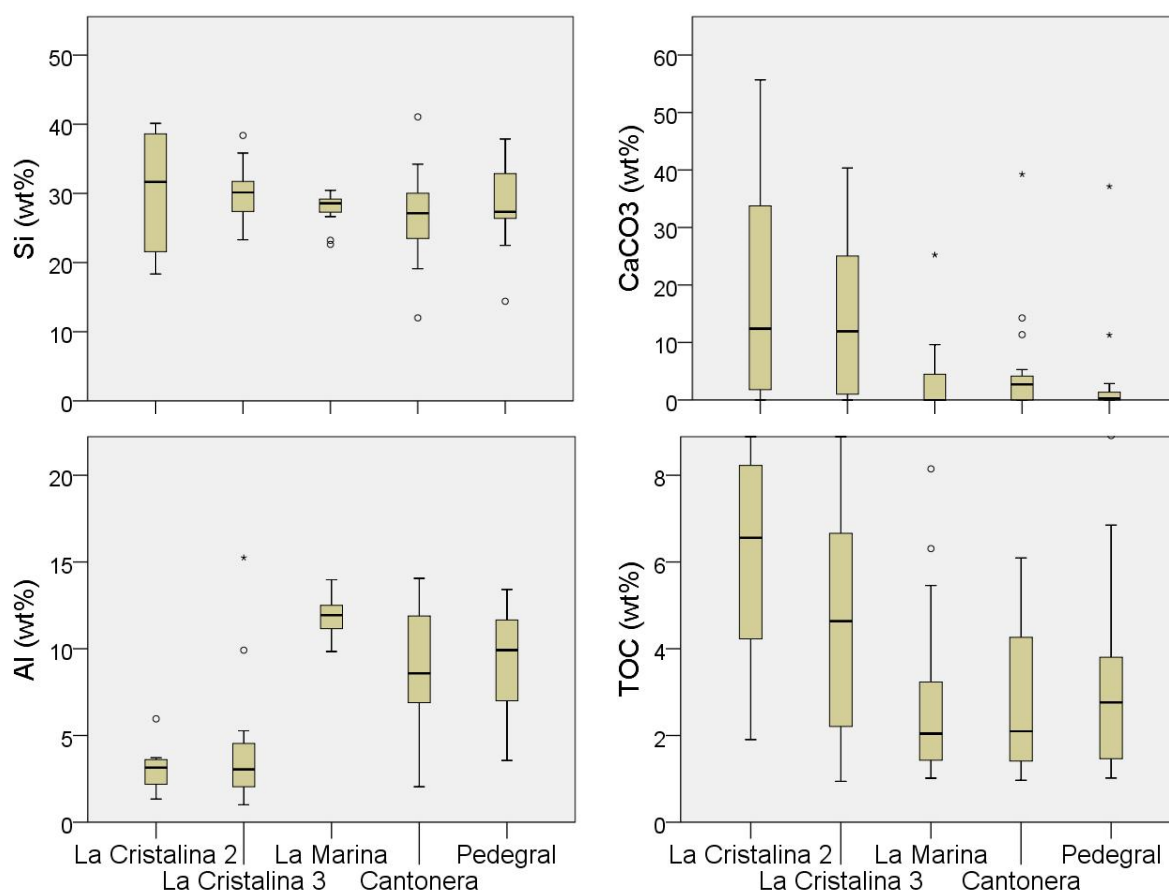 Si (wt%)
50
40
30
20
10
0
CaCO3 (wt%)
60
50
40
30
20
10
0
Al (wt%)
20
15
10
5
0
La Cristalina 2
La Marina
Pedegral
La Cristalina 3
Cantonera
TOC (wt%)
8
6
4
2
0
La Cristalina 2
La Marina
Pedegral
La Cristalina 3
Cantonera